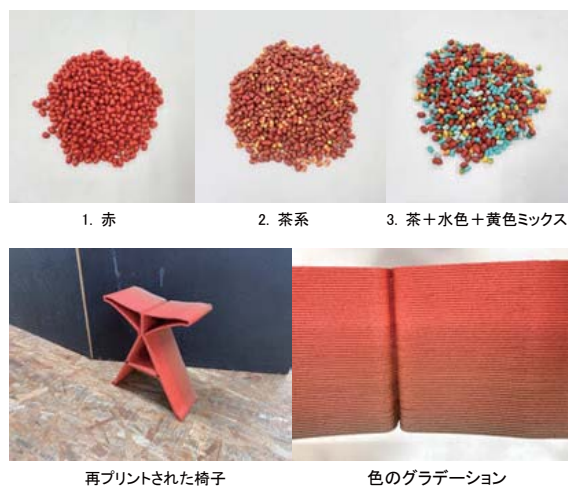 1. 赤
2. 茶系
3. 茶＋水色＋黄色ミックス
再プリントされた椅子
色のグラデーション